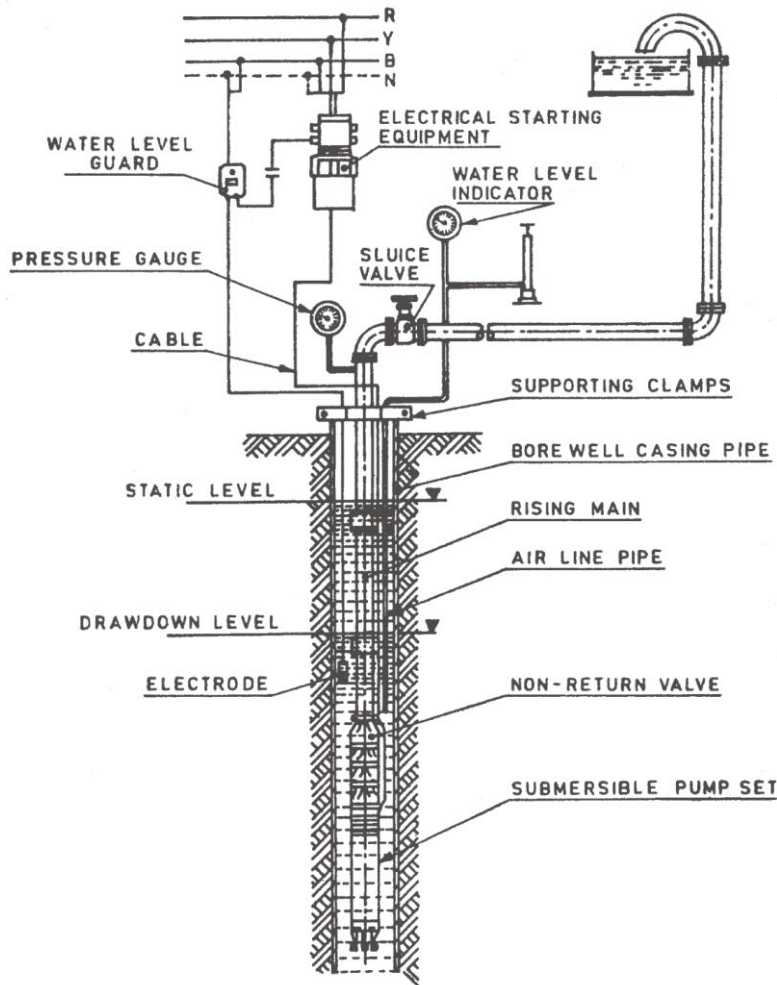 R
Y
B
N
ELECTRICAL STARTING
EQUIPMENT
WATER LEVEL
GUARD
WATER LEVEL
INDICATOR
SLUICE
VALVE
PRESSURE GAUGE
CABLE
SUPPORTING CLAMPS
BORE WELL CASING PIPE
STATIC LEVEL
RISING MAIN
AIR LINE PIPE
DRAWDOWN LEVEL
ELECTRODE
NON-RETURN VALVE
SUBMERSIBLE PUMP SET